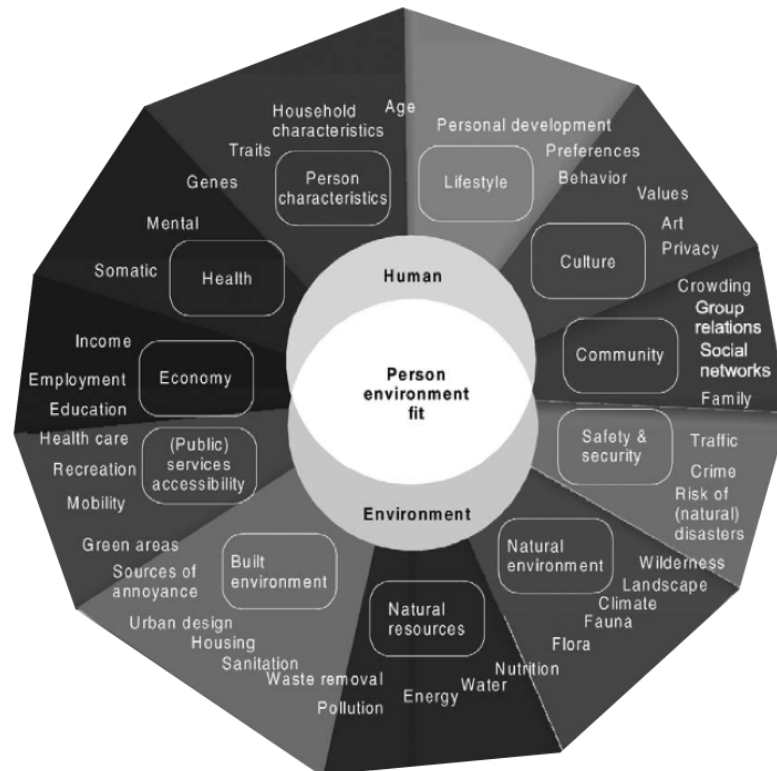 Age
Household
characteristics
Traits
Genes
Person
characteristics
Personal development
Lifestyle
Preferences
Behavior
Values
Art
Privacy
Culture
Crowding
Group
relations
Social
networks
Family
Community
Safety &
security
Traffic
Crime
Risk of
(natural)
disasters
Natural
environment
Wilderness
Landscape
Climate
Fauna
Flora
Natural
resources
Nutrition
Water
Energy
Pollution
Waste removal
Built
environment
Green areas
Sources of
annoyance
Urban design
Housing
Sanitation
(Public)
services
accessibility
Health care
Recreation
Mobility
Economy
Income
Employment
Education
Health
Mental
Somatic
Human
Person
environment
fit
Environment